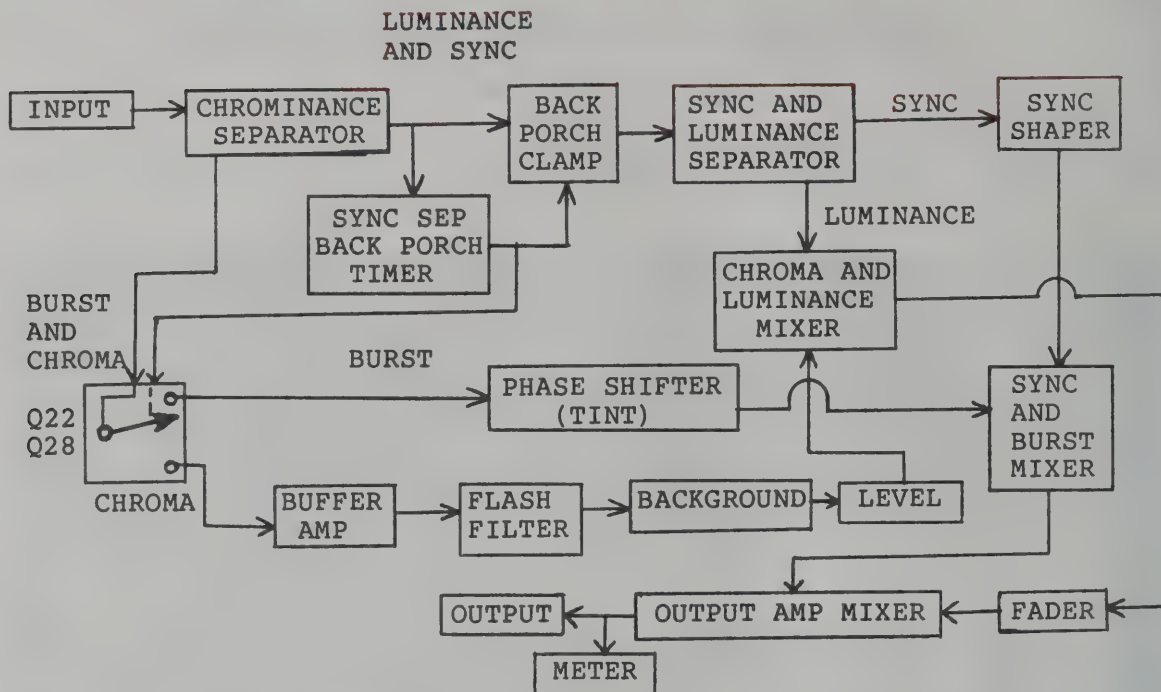 LUMINANCE
AND SYNC
INPUT
CHROMINANCE
SEPARATOR
BACK
PORCH
CLAMP
SYNC AND
LUMINANCE
SEPARATOR
SYNC
SYNC
SHAPER
SYNC SEP
BACK PORCH
TIMER
LUMINANCE
CHROMA AND
LUMINANCE
MIXER
BURST
AND
CHROMA
BURST
PHASE SHIFTER
(TINT)
SYNC
AND
BURST
MIXER
Q22
Q28
CHROMA
BUFFER
AMP
FLASH
FILTER
BACKGROUND
LEVEL
OUTPUT
OUTPUT AMP MIXER
FADER
METER